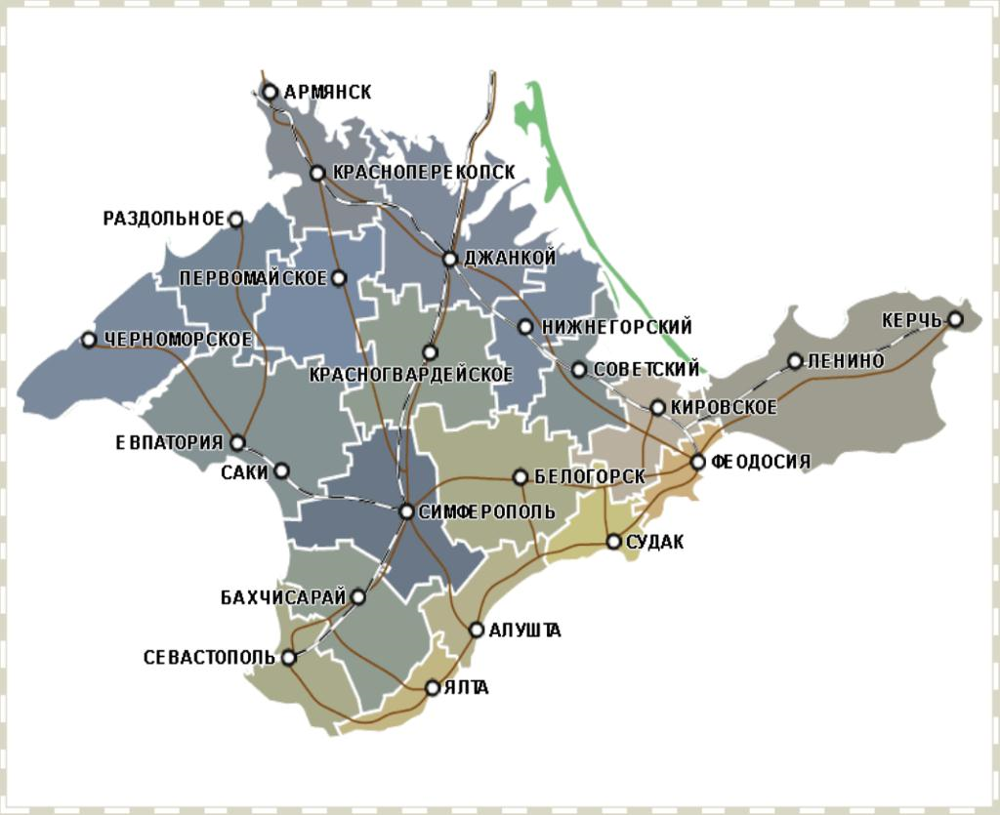 АРМЯНСК
КРАСНОПЕРЕКОПСК
РАЗДОЛЬНОЕ
ДЖАНКОЙ
ПЕРВОМАЙСКОЕ
КЕРЧЬ
НИЖНЕГОРСКИЙ
ЧЕРНОМОРСКОЕ
ЛЕНИНО
СОВЕТСКИЙ
КРАСНОГВАРДЕЙСКОЕ
КИРОВСКОЕ
ЕВПАТОРИЯ
ФЕОДОСИЯ
САКИ
БЕЛОГОРСК
СИМФЕРОПОЛЬ
СУДАК
БАХЧИСАРАЙ
АЛУШТА
СЕВАСТОПОЛЬ
ЯЛТА